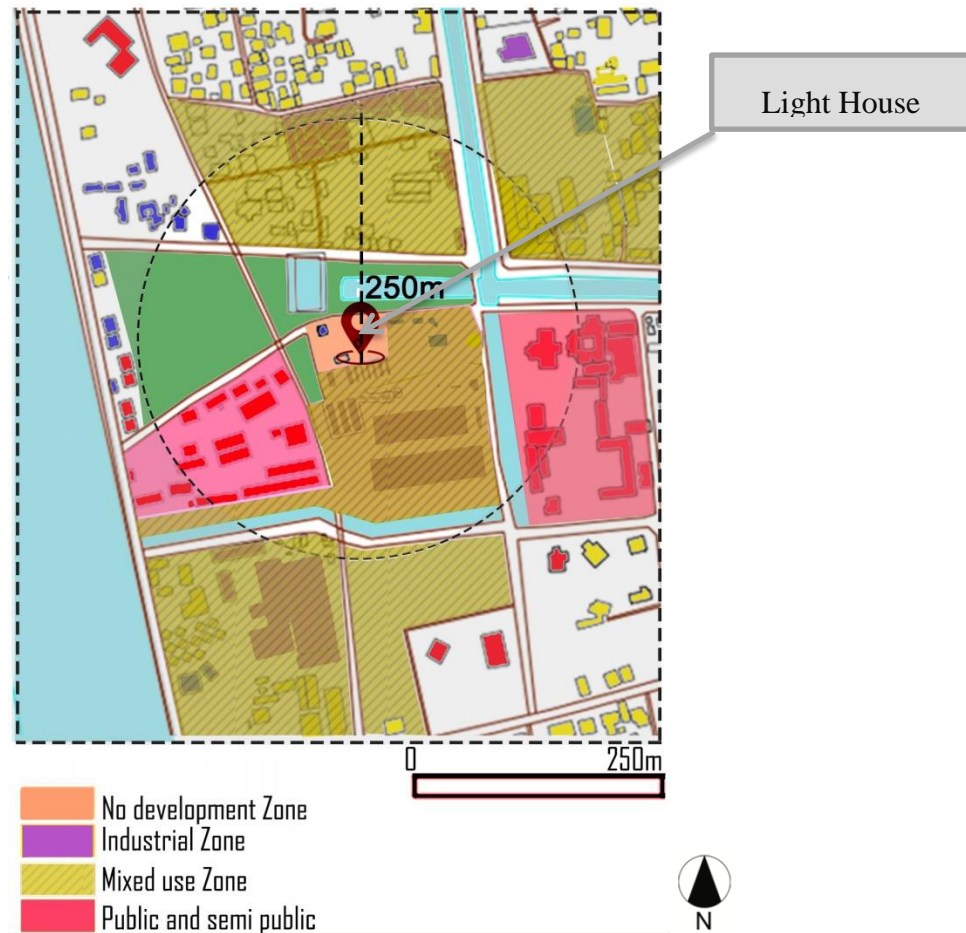 Light House
250m
0 250m
No development Zone
Industrial Zone
Mixed use Zone
Public and semi public
N